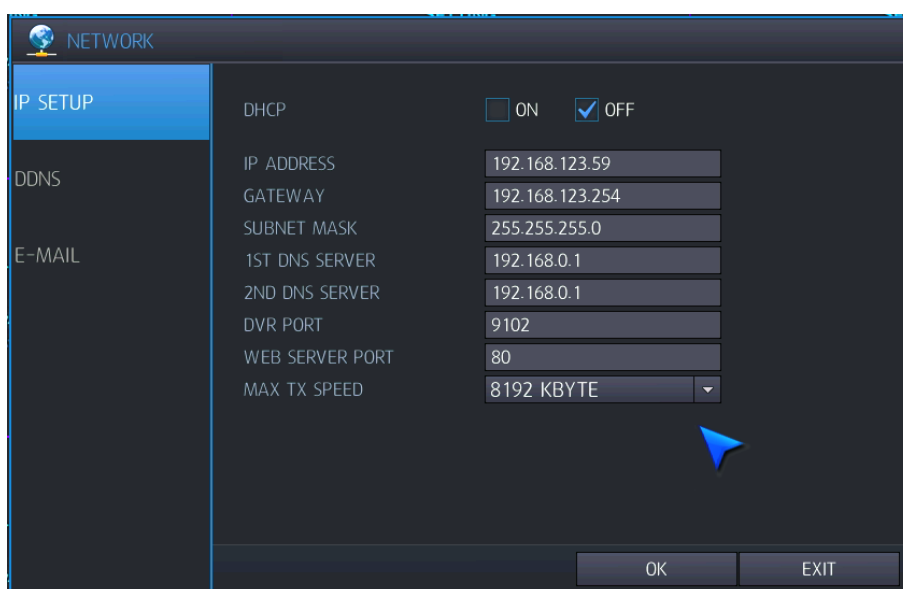 NETWORK
IP SETUP
DDNS
E-MAIL
DHCP ON OFF
IP ADDRESS 192.168.123.59
GATEWAY 192.168.123.254
SUBNET MASK 255.255.255.0
1ST DNS SERVER 192.168.0.1
2ND DNS SERVER 192.168.0.1
DVR PORT 9102
WEB SERVER PORT 80
MAX TX SPEED 8192 KBYTE
OK EXIT